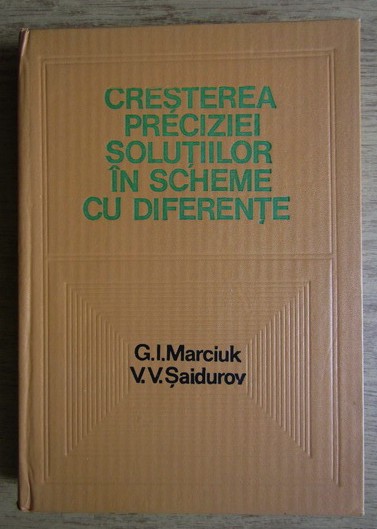 CREȘTEREA
PRECIZIEI
SOLUȚIILOR
ÎN SCHEME
CU DIFERENȚE
G.I.Marciuk
V.V.Șaidurov